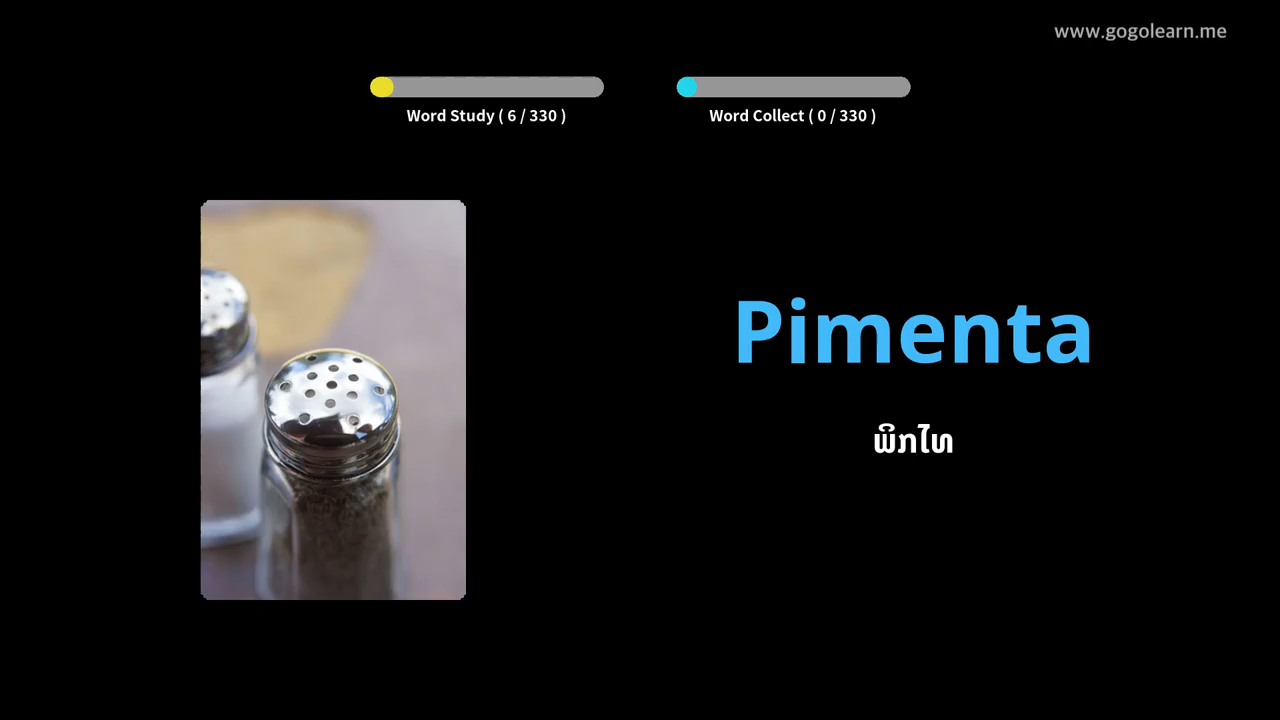 www.gogolearn.me
Word Study ( 6 / 330 )
Word Collect ( 0 / 330 )
Pimenta
ພິກໄທ